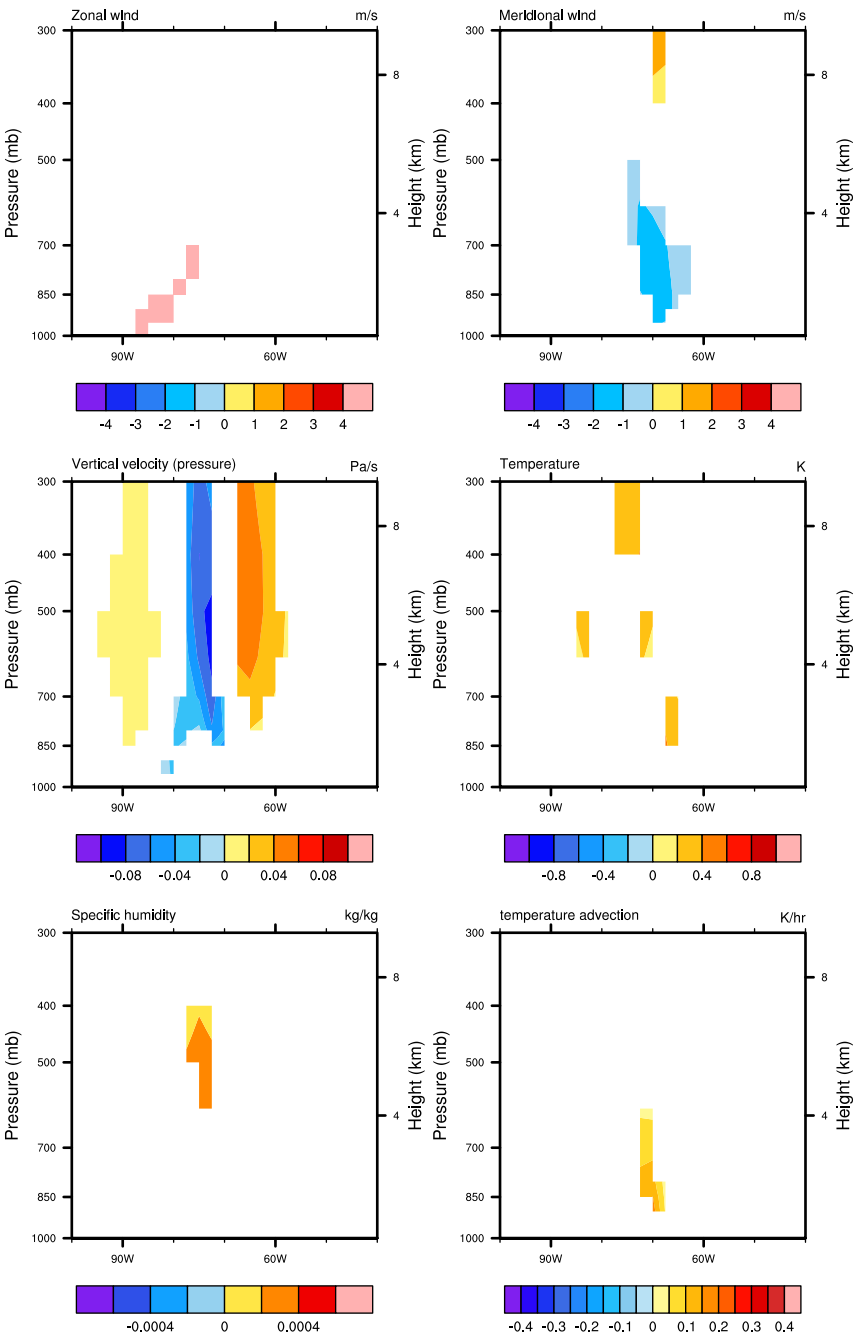 Zonal wind m/s
Pressure (mb)
300
400
500
700
850
1000
8
4
Height (km)
90W 60W
-4 -3 -2 -1 0 1 2 3 4
Meridional wind m/s
Pressure (mb)
300
400
500
700
850
1000
8
4
Height (km)
90W 60W
-4 -3 -2 -1 0 1 2 3 4
Vertical velocity (pressure) Pa/s
Pressure (mb)
300
400
500
700
850
1000
8
4
Height (km)
90W 60W
-0.08 -0.04 0 0.04 0.08
Temperature K
Pressure (mb)
300
400
500
700
850
1000
8
4
Height (km)
90W 60W
-0.8 -0.4 0 0.4 0.8
Specific humidity kg/kg
Pressure (mb)
300
400
500
700
850
1000
8
4
Height (km)
90W 60W
-0.0004 0 0.0004
temperature advection K/hr
Pressure (mb)
300
400
500
700
850
1000
8
4
Height (km)
90W 60W
-0.4 -0.3 -0.2 -0.1 0 0.1 0.2 0.3 0.4